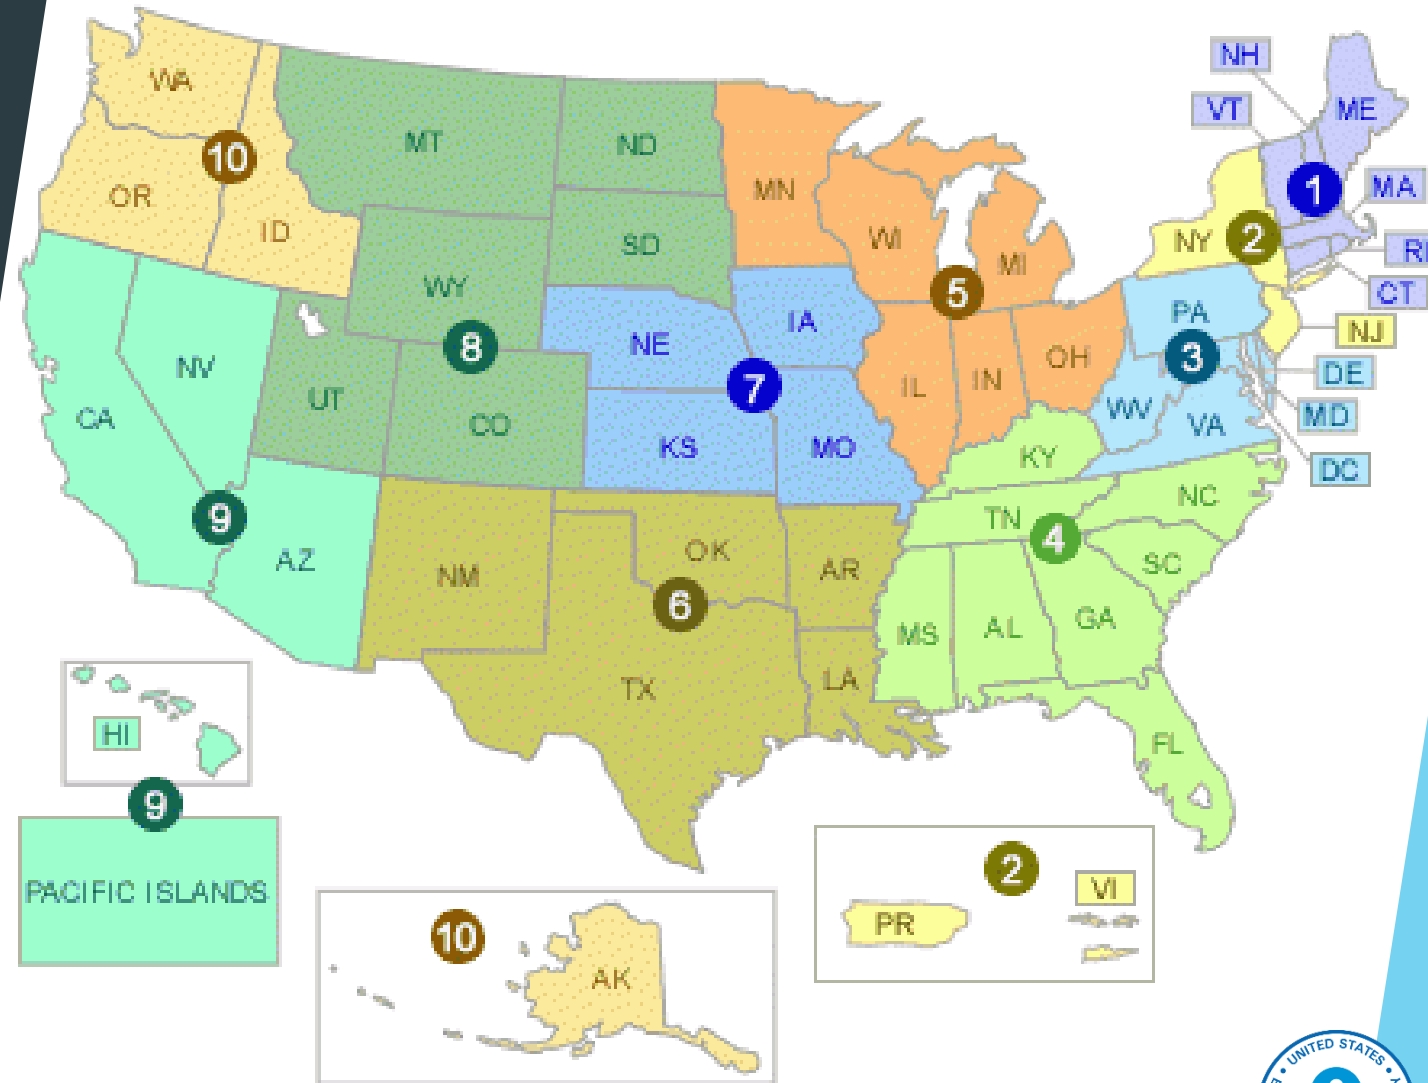 NH
WA
VT
ME
MT
ND
10
MN
1
MA
OR
ID
SD
WI
MI
NY
2
WY
5
CT
PA
NJ
NE
IA
8
NV
3
UT
7
IL
IN
OH
DE
CA
CO
WV
VA
MD
KS
MO
KY
DC
NC
9
TN
4
AZ
NM
OK
AR
SC
6
MS
AL
GA
TX
LA
HI
FL
9
2
VI
PACIFIC ISLANDS
PR
10
AK
UNITED STATES